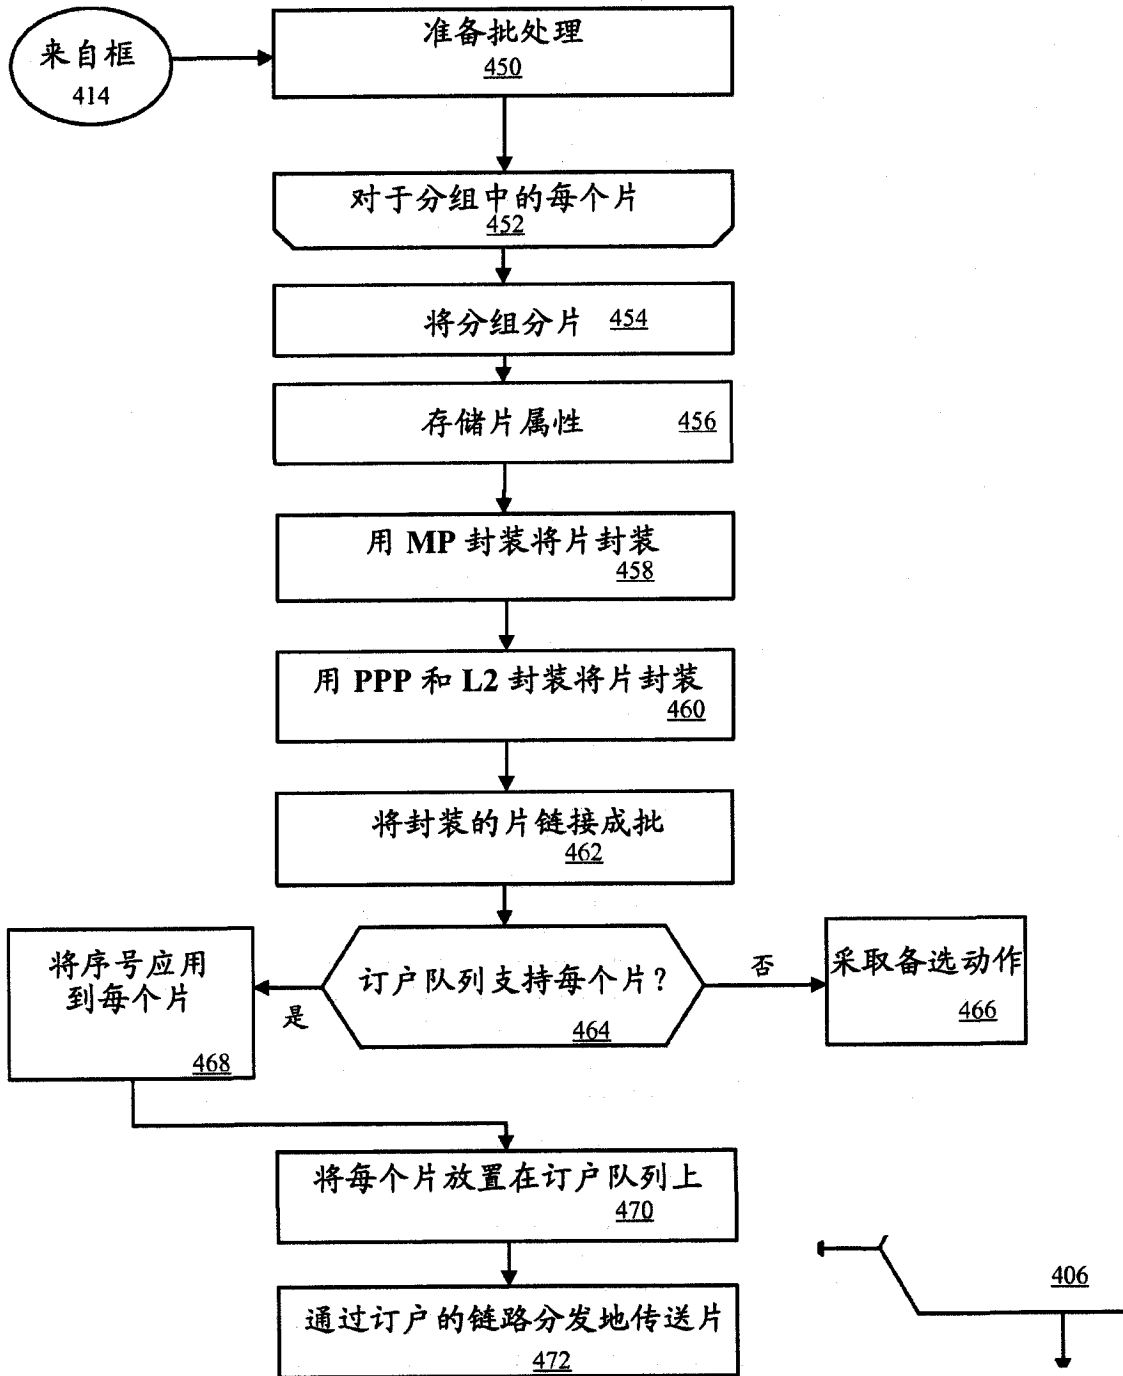 来自框
414
准备批处理
450
对于分组中的每个片
452
将分组分片 454
存储片属性 456
用 MP 封装将片封装
458
用 PPP 和 L2 封装将片封装
460
将封装的片链接成批
462
订户队列支持每个片?
464
是
否
采取备选动作
466
将序号应用
到每个片
468
将每个片放置在订户队列上
470
通过订户的链路分发地传送片
472
406